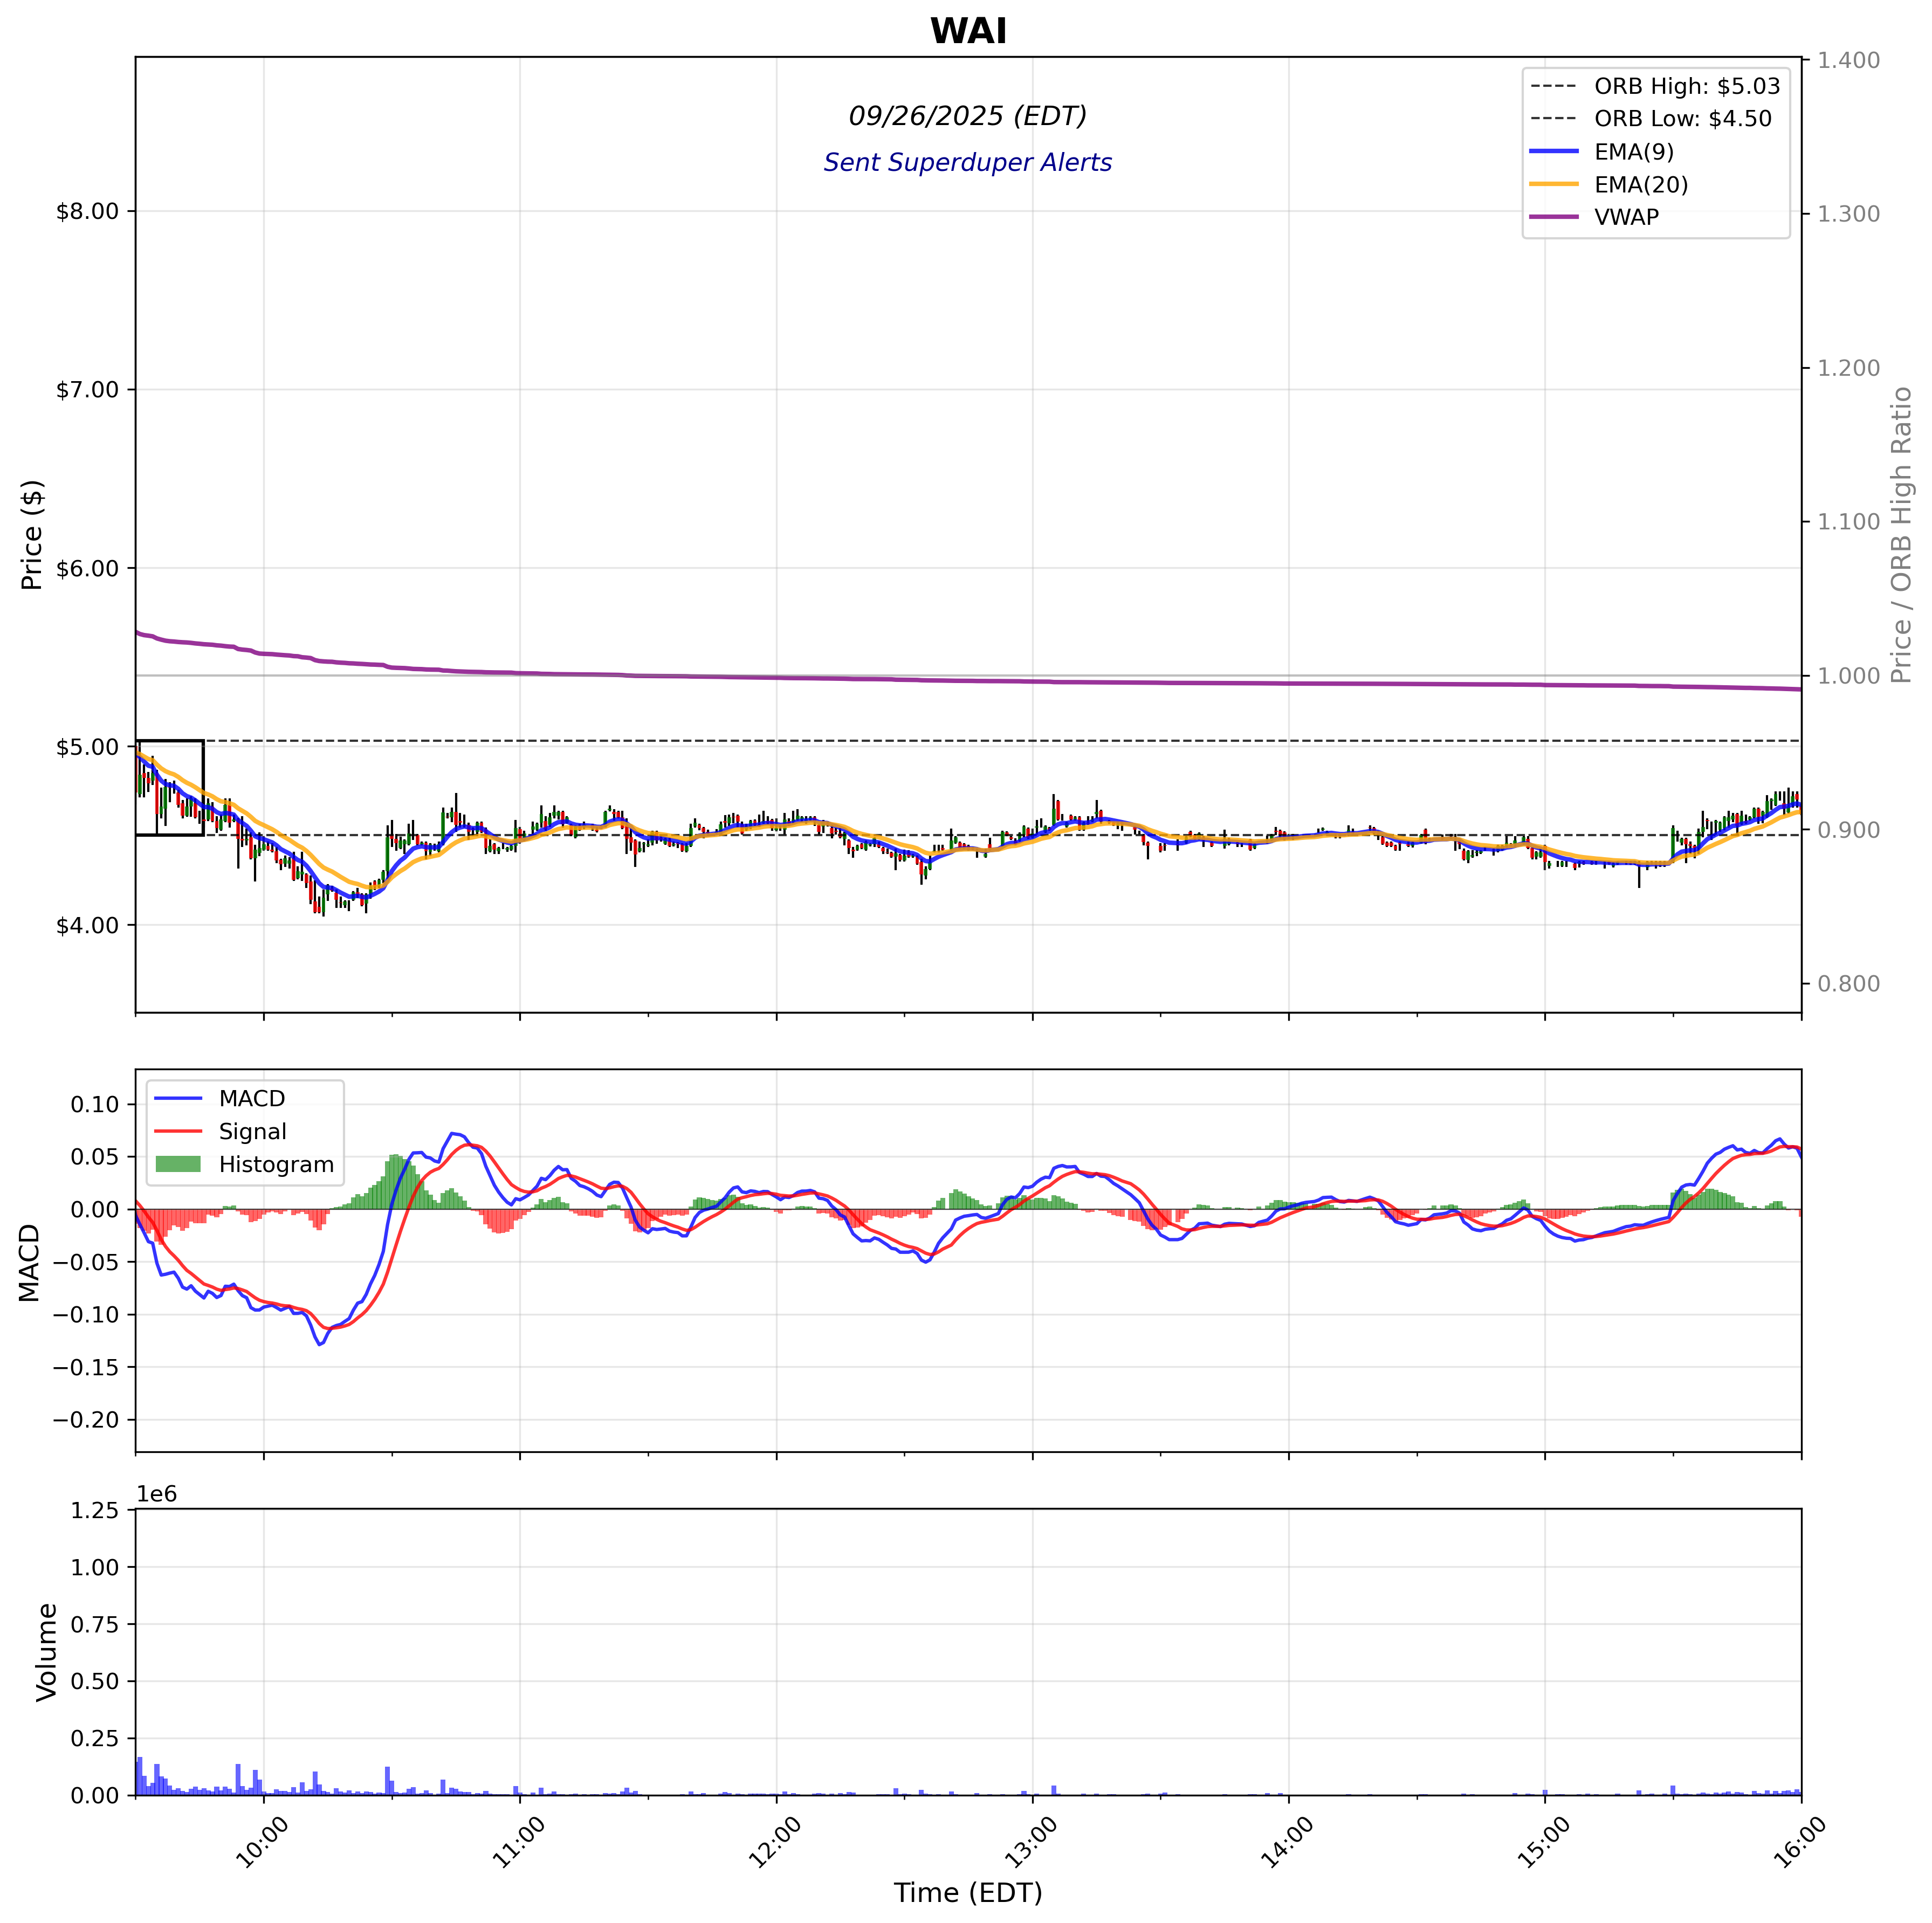 WAI
09/26/2025 (EDT)
Sent Superduper Alerts
ORB High: $5.03
ORB Low: $4.50
EMA(9)
EMA(20)
VWAP
Price ($)
$8.00
$7.00
$6.00
$5.00
$4.00
1.400
1.300
1.200
1.100
1.000
0.900
0.800
Price / ORB High Ratio
MACD
Signal
Histogram
MACD
0.10
0.05
0.00
−0.05
−0.10
−0.15
−0.20
1e6
Volume
1.25
1.00
0.75
0.50
0.25
0.00
10:00
11:00
12:00
13:00
14:00
15:00
16:00
Time (EDT)